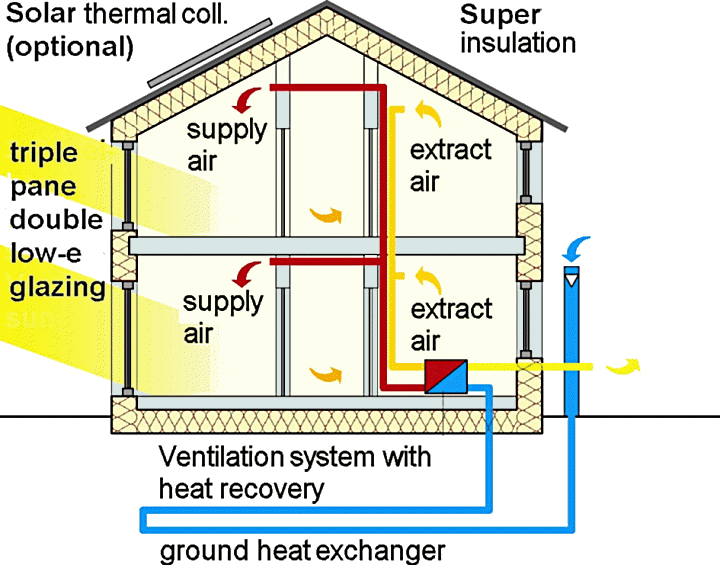 Solar thermal coll.
(optional)
Super
insulation
triple
pane
double
low-e
glazing
sun
supply
air
extract
air
supply
air
extract
air
Ventilation system with
heat recovery
ground heat exchanger